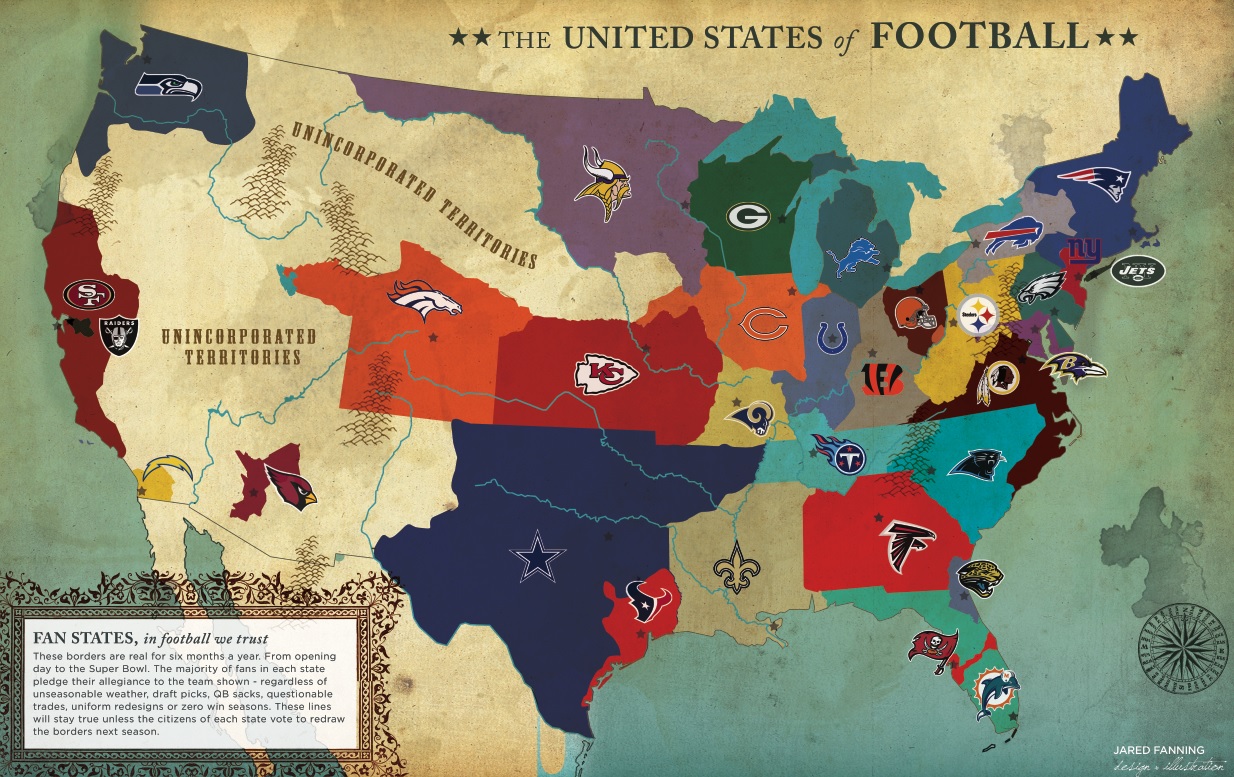 ★★ THE UNITED STATES of FOOTBALL ★★
UNINCORPORATED TERRITORIES
UNINCORPORATED
TERRITORIES
SF
RAIDERS
G
C
KC
Steelers
ny
JETS
B
R
T
FAN STATES, in football we trust
These borders are real for six months a year. From opening
day to the Super Bowl. The majority of fans in each state
pledge their allegiance to the team shown - regardless of
unseasonable weather, draft picks, QB sacks, questionable
trades, uniform redesigns or zero win seasons. These lines
will stay true unless the citizens of each state vote to redraw
the borders next season.
JARED FANNING
design + illustration